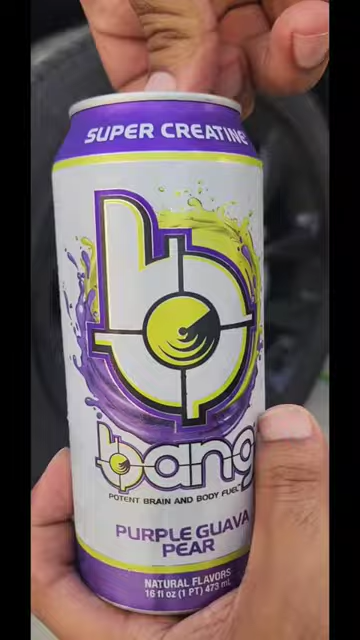 SUPER CREATINE
bang
POTENT BRAIN AND BODY FUEL
PURPLE GUAVA
PEAR
NATURAL FLAVORS
16 fl oz (1 PT) 473 mL